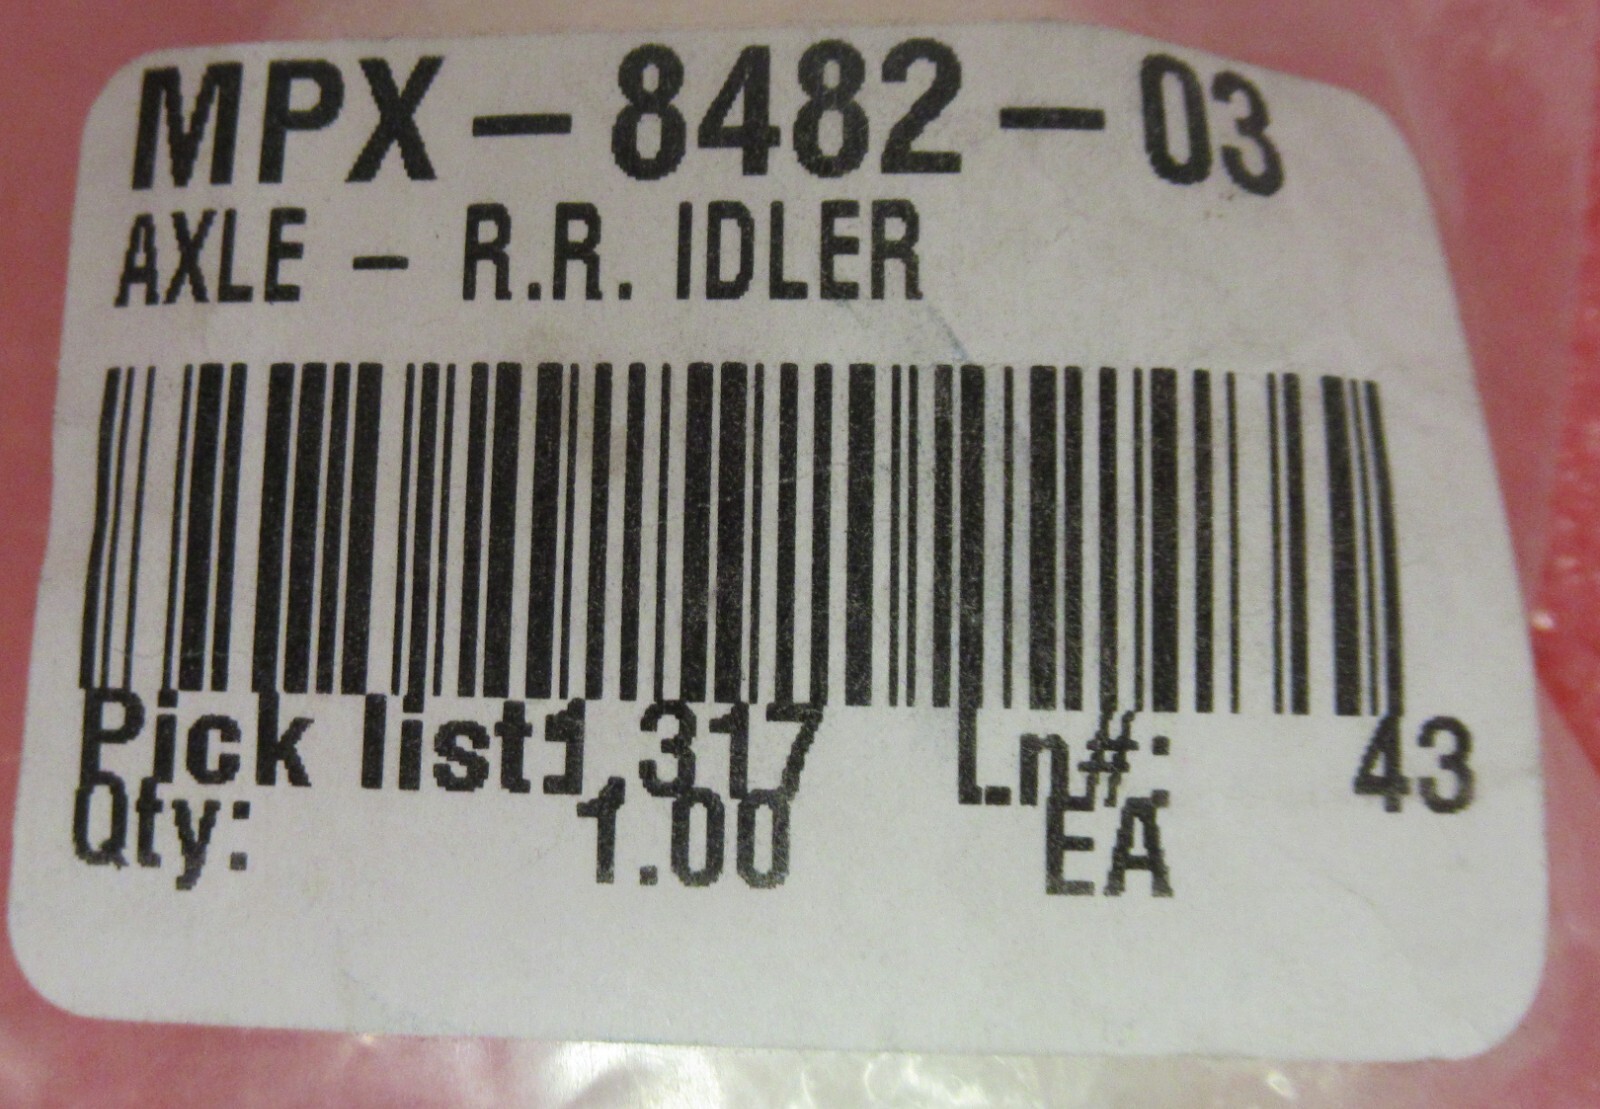 MPX-8482-03
AXLE - R.R. IDLER
Pick list1,317 Ln#: 43
Qty: 1.00 EA